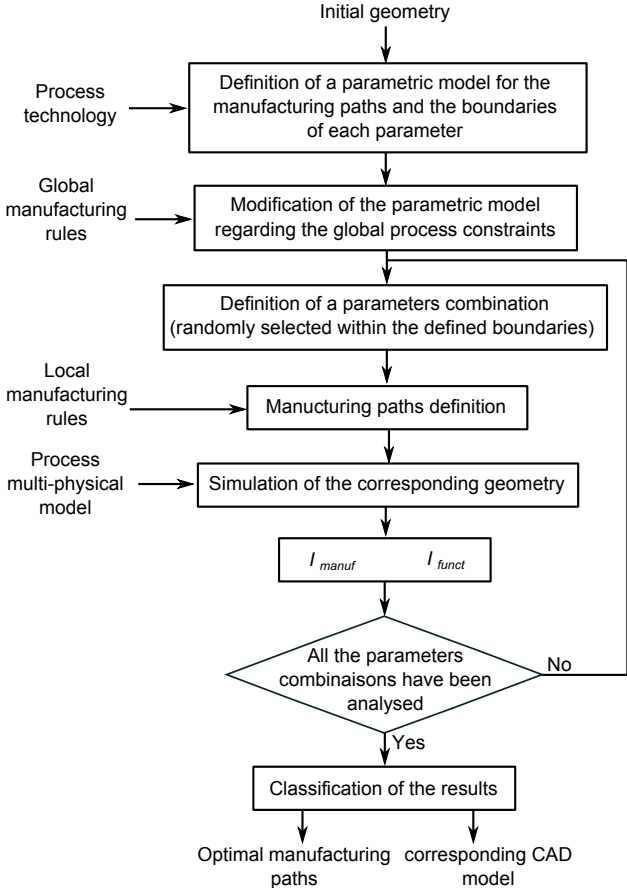 Initial geometry
Process
technology
Definition of a parametric model for the
manufacturing paths and the boundaries
of each parameter
Global
manufacturing
rules
Modification of the parametric model
regarding the global process constraints
Definition of a parameters combination
(randomly selected within the defined boundaries)
Local
manufacturing
rules
Manucturing paths definition
Process
multi-physical
model
Simulation of the corresponding geometry
I manuf I funct
All the parameters
combinaisons have been
analysed
No
Yes
Classification of the results
Optimal manufacturing
paths
corresponding CAD
model